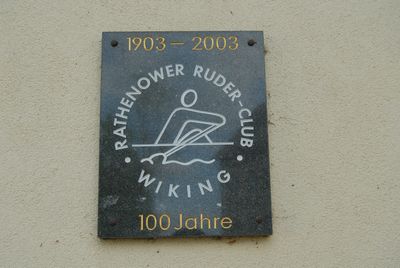 1903 – 2003
RATHENOWER RUDER-CLUB
• WIKING •
100 Jahre